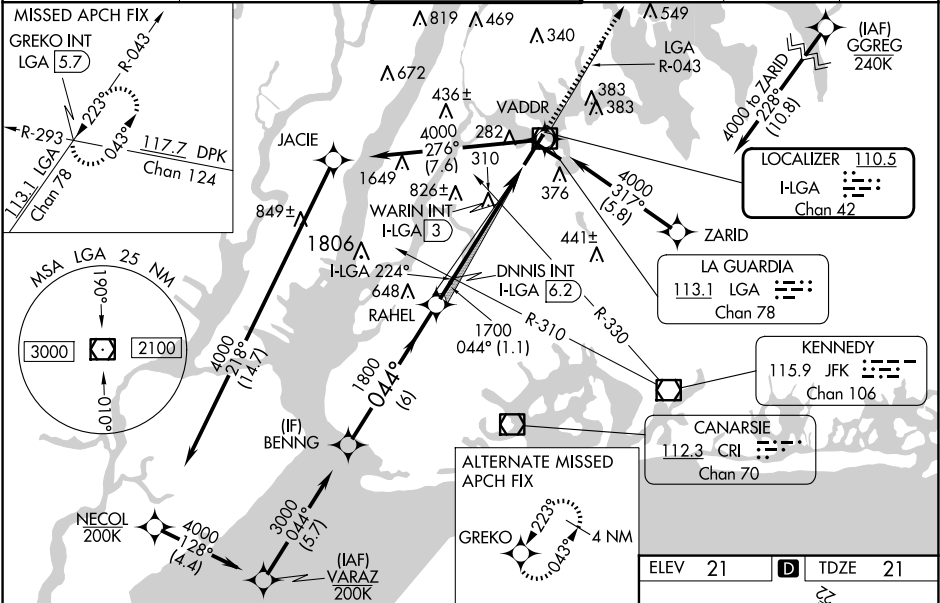 MISSED APCH FIX
GREKO INT
LGA 5.7
R-043
223°
043°
R-293
117.7 DPK
Chan 124
113.1 LGA
Chan 78
819
469
340
549
672
436±
383
383
LGA
R-043
(IAF)
GGREG
240K
4000 to ZARID
228°
(10.8)
VADDR
JACIE
4000
276°
(7.6)
282
310
1649
826±
376
LOCALIZER 110.5
I-LGA
Chan 42
4000
317°
(5.8)
849±
WARIN INT
I-LGA 3
441±
ZARID
1806
I-LGA 224°
DNNIS INT
I-LGA 6.2
LA GUARDIA
113.1 LGA
Chan 78
648
RAHEL
R-310
R-330
1700
044° (1.1)
MSA LGA 25 NM
190°
3000
2100
010°
4000
218°
(14.7)
1800
044°
(6)
KENNEDY
115.9 JFK
Chan 106
(IF)
BENNG
CANARSIE
112.3 CRI
Chan 70
ALTERNATE MISSED
APCH FIX
223°
GREKO
4 NM
043°
NECOL
200K
4000
128°
(4.4)
3000
044°
(5.7)
(IAF)
VARAZ
200K
ELEV 21
D
TDZE 21